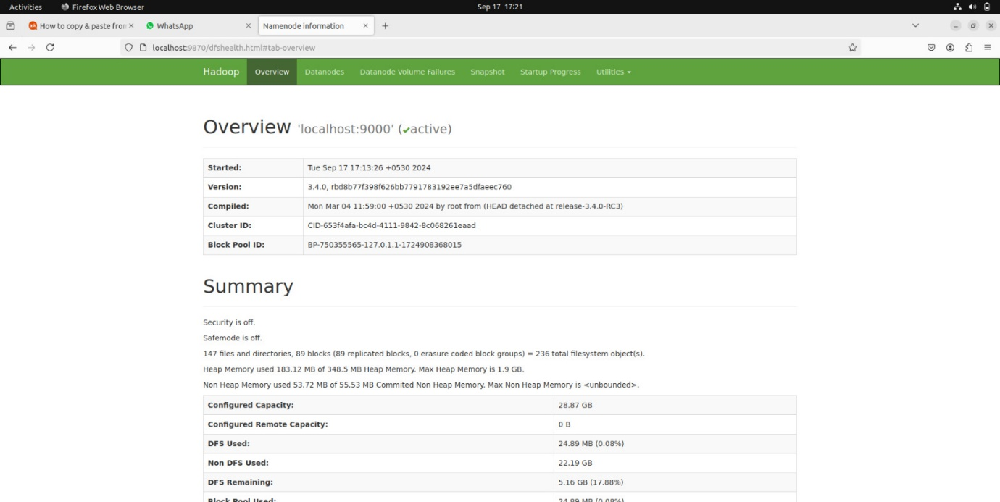 Activities Firefox Web Browser Sep 17 17:21
How to copy & paste fron WhatsApp Namenode information
localhost:9870/dfshealth.html#tab-overview
Hadoop Overview Datanodes Datanode Volume Failures Snapshot Startup Progress Utilities
Overview 'localhost:9000' (✔active)
Started: Tue Sep 17 17:13:26 +0530 2024
Version: 3.4.0, rbd8b77f398f626bb7791783192ee7a5dfaeec760
Compiled: Mon Mar 04 11:59:00 +0530 2024 by root from (HEAD detached at release-3.4.0-RC3)
Cluster ID: CID-653f4afa-bc4d-4111-9842-8c068261eaad
Block Pool ID: BP-750355565-127.0.1.1-1724908368015
Summary
Security is off.
Safemode is off.
147 files and directories, 89 blocks (89 replicated blocks, 0 erasure coded block groups) = 236 total filesystem object(s).
Heap Memory used 183.12 MB of 348.5 MB Heap Memory. Max Heap Memory is 1.9 GB.
Non Heap Memory used 53.72 MB of 55.53 MB Commited Non Heap Memory. Max Non Heap Memory is <unbounded>.
Configured Capacity: 28.87 GB
Configured Remote Capacity: 0 B
DFS Used: 24.89 MB (0.08%)
Non DFS Used: 22.19 GB
DFS Remaining: 5.16 GB (17.88%)
Block Pool Used: 24.89 MB (0.08%)